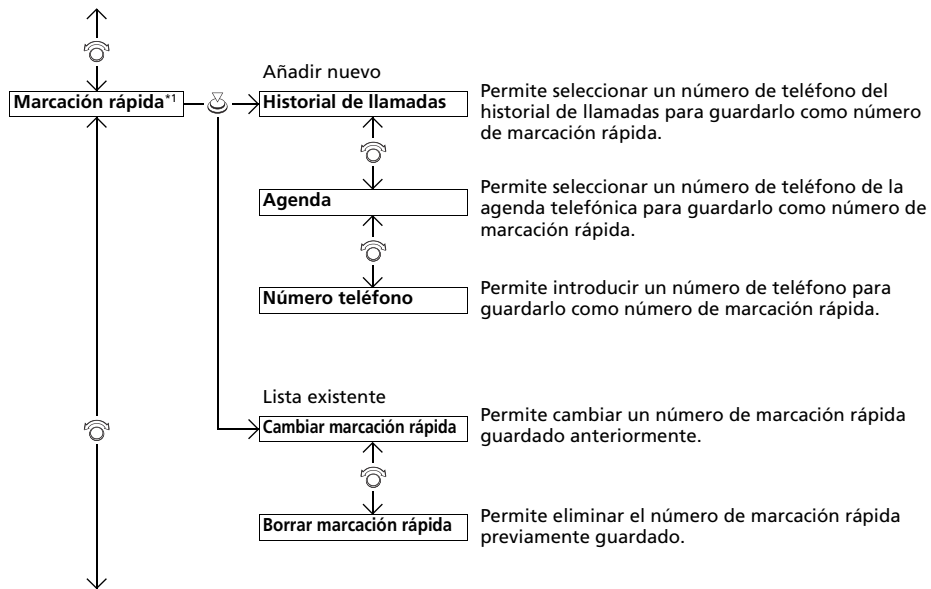 Marcación rápida*1
Añadir nuevo
Historial de llamadas
Permite seleccionar un número de teléfono del
historial de llamadas para guardarlo como número
de marcación rápida.
Agenda
Permite seleccionar un número de teléfono de la
agenda telefónica para guardarlo como número de
marcación rápida.
Número teléfono
Permite introducir un número de teléfono para
guardarlo como número de marcación rápida.
Lista existente
Cambiar marcación rápida
Permite cambiar un número de marcación rápida
guardado anteriormente.
Borrar marcación rápida
Permite eliminar el número de marcación rápida
previamente guardado.